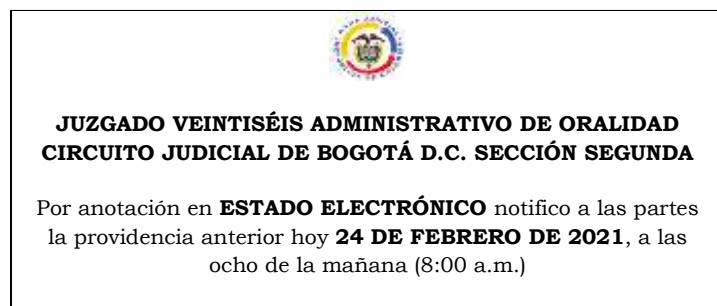 JUZGADO VEINTISÉIS ADMINISTRATIVO DE ORALIDAD
CIRCUITO JUDICIAL DE BOGOTÁ D.C. SECCIÓN SEGUNDA
Por anotación en ESTADO ELECTRÓNICO notifico a las partes
la providencia anterior hoy 24 DE FEBRERO DE 2021, a las
ocho de la mañana (8:00 a.m.)